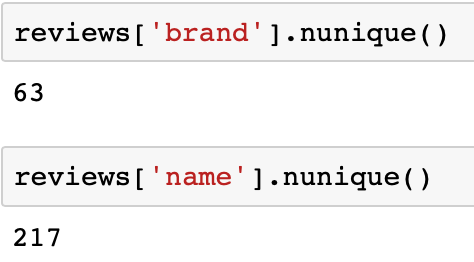 reviews['brand'].nunique()
63
reviews['name'].nunique()
217